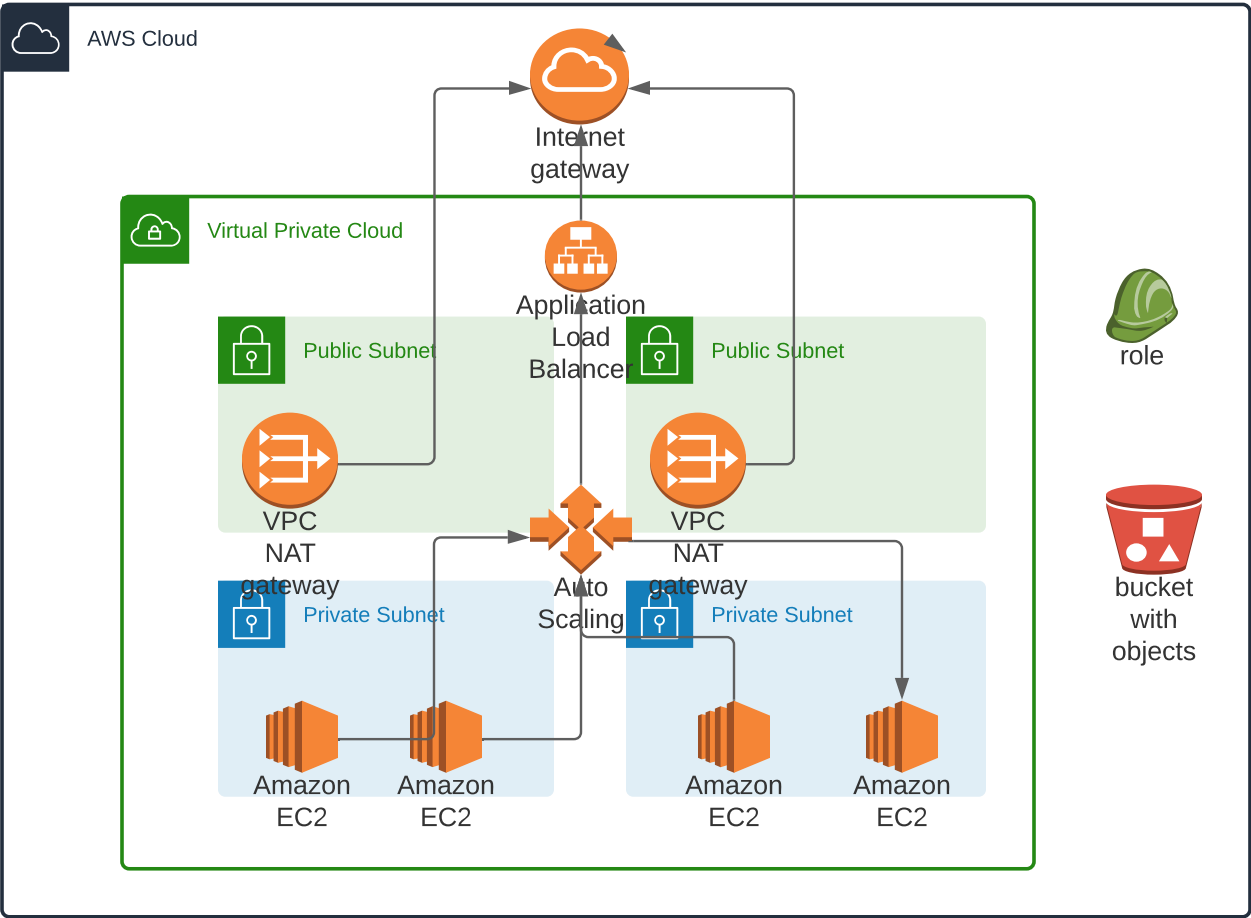 AWS Cloud
Internet
gateway
Virtual Private Cloud
Application
Load
Balancer
Public Subnet
Public Subnet
role
VPC
NAT
gateway
VPC
NAT
gateway
Auto
Scaling
Private Subnet
Private Subnet
bucket
with
objects
Amazon
EC2
Amazon
EC2
Amazon
EC2
Amazon
EC2